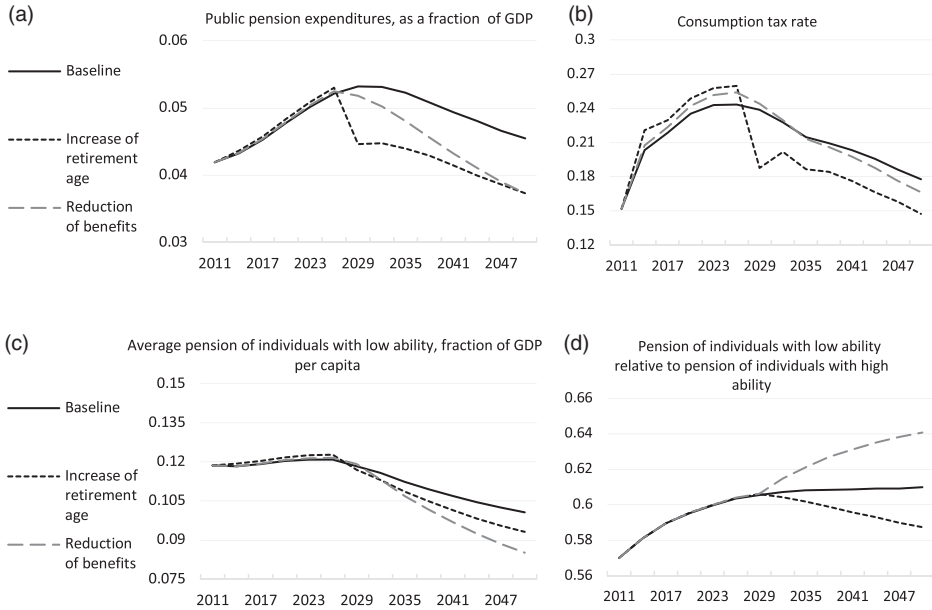 (a)
Public pension expenditures, as a fraction of GDP
Baseline
Increase of
retirement
age
Reduction
of benefits
0.06
0.05
0.04
0.03
2011 2017 2023 2029 2035 2041 2047
(b)
Consumption tax rate
0.3
0.27
0.24
0.21
0.18
0.15
0.12
2011 2017 2023 2029 2035 2041 2047
(c)
Average pension of individuals with low ability, fraction of GDP
per capita
Baseline
Increase of
retirement
age
Reduction
of benefits
0.15
0.135
0.12
0.105
0.09
0.075
2011 2017 2023 2029 2035 2041 2047
(d)
Pension of individuals with low ability
relative to pension of individuals with high
ability
0.66
0.64
0.62
0.6
0.58
0.56
2011 2017 2023 2029 2035 2041 2047